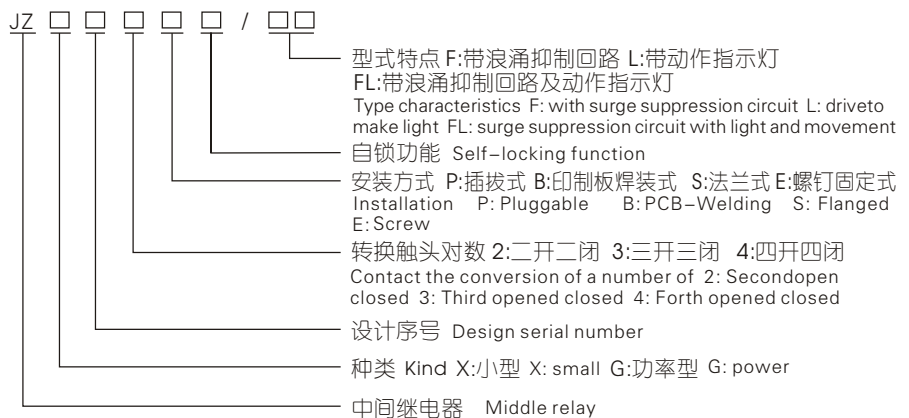 JZ □ □ □ □ □ / □□
型式特点 F:带浪涌抑制回路 L:带动作指示灯
FL:带浪涌抑制回路及动作指示灯
Type characteristics F: with surge suppression circuit L: driveto
make light FL: surge suppression circuit with light and movement
自锁功能 Self-locking function
安装方式 P:插拔式 B:印制板焊装式 S:法兰式 E:螺钉固定式
Installation P: Pluggable B: PCB-Welding S: Flanged
E: Screw
转换触头对数 2:二开二闭 3:三开三闭 4:四开四闭
Contact the conversion of a number of 2: Secondopen
closed 3: Third opened closed 4: Forth opened closed
设计序号 Design serial number
种类 Kind X:小型 X: small G:功率型 G: power
中间继电器 Middle relay